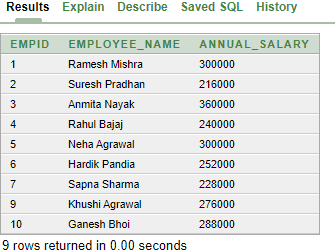 Results Explain Describe Saved SQL History
EMPID EMPLOYEE_NAME ANNUAL_SALARY
1 Ramesh Mishra 300000
2 Suresh Pradhan 216000
3 Anmita Nayak 360000
4 Rahul Bajaj 240000
5 Neha Agrawal 300000
6 Hardik Pandia 252000
7 Sapna Sharma 228000
9 Khushi Agrawal 276000
10 Ganesh Bhoi 288000
9 rows returned in 0.00 seconds